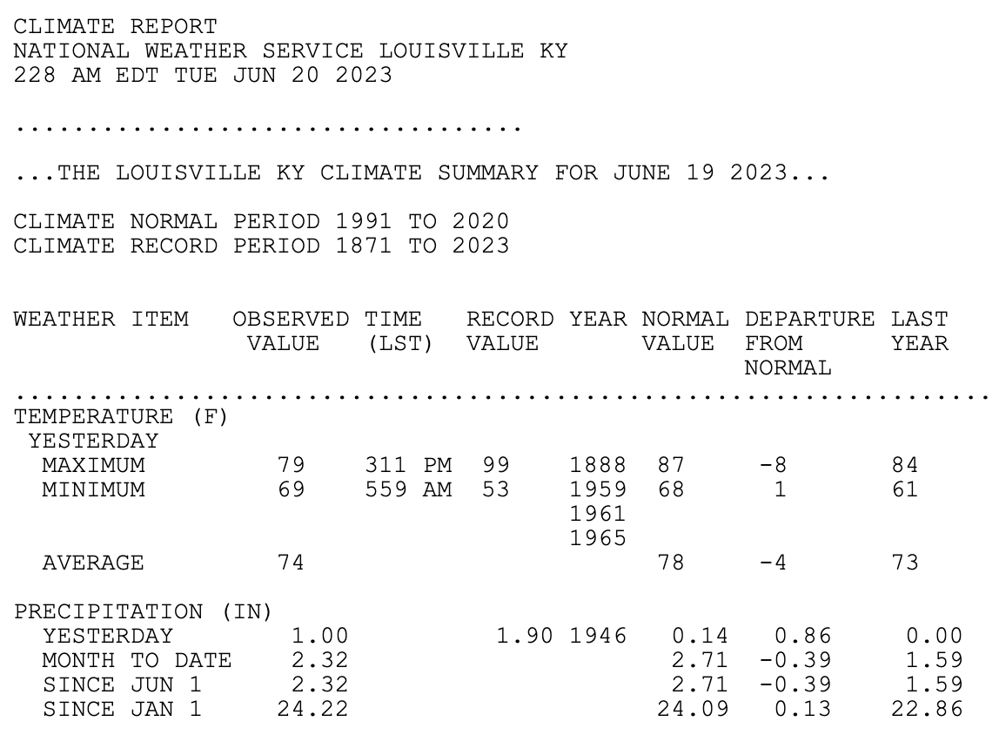 CLIMATE REPORT
NATIONAL WEATHER SERVICE LOUISVILLE KY
228 AM EDT TUE JUN 20 2023
...................................
...THE LOUISVILLE KY CLIMATE SUMMARY FOR JUNE 19 2023...
CLIMATE NORMAL PERIOD 1991 TO 2020
CLIMATE RECORD PERIOD 1871 TO 2023
WEATHER ITEM   OBSERVED TIME   RECORD YEAR NORMAL DEPARTURE LAST
                VALUE   (LST)  VALUE       VALUE  FROM      YEAR
                                                  NORMAL
...................................................................
TEMPERATURE (F)
 YESTERDAY
  MAXIMUM         79    311 PM  99    1888  87     -8       84
  MINIMUM         69    559 AM  53    1959  68      1       61
                                      1961
                                      1965
  AVERAGE         74                        78     -4       73
PRECIPITATION (IN)
  YESTERDAY        1.00          1.90 1946   0.14   0.86     0.00
  MONTH TO DATE    2.32                      2.71  -0.39     1.59
  SINCE JUN 1      2.32                      2.71  -0.39     1.59
  SINCE JAN 1     24.22                     24.09   0.13    22.86